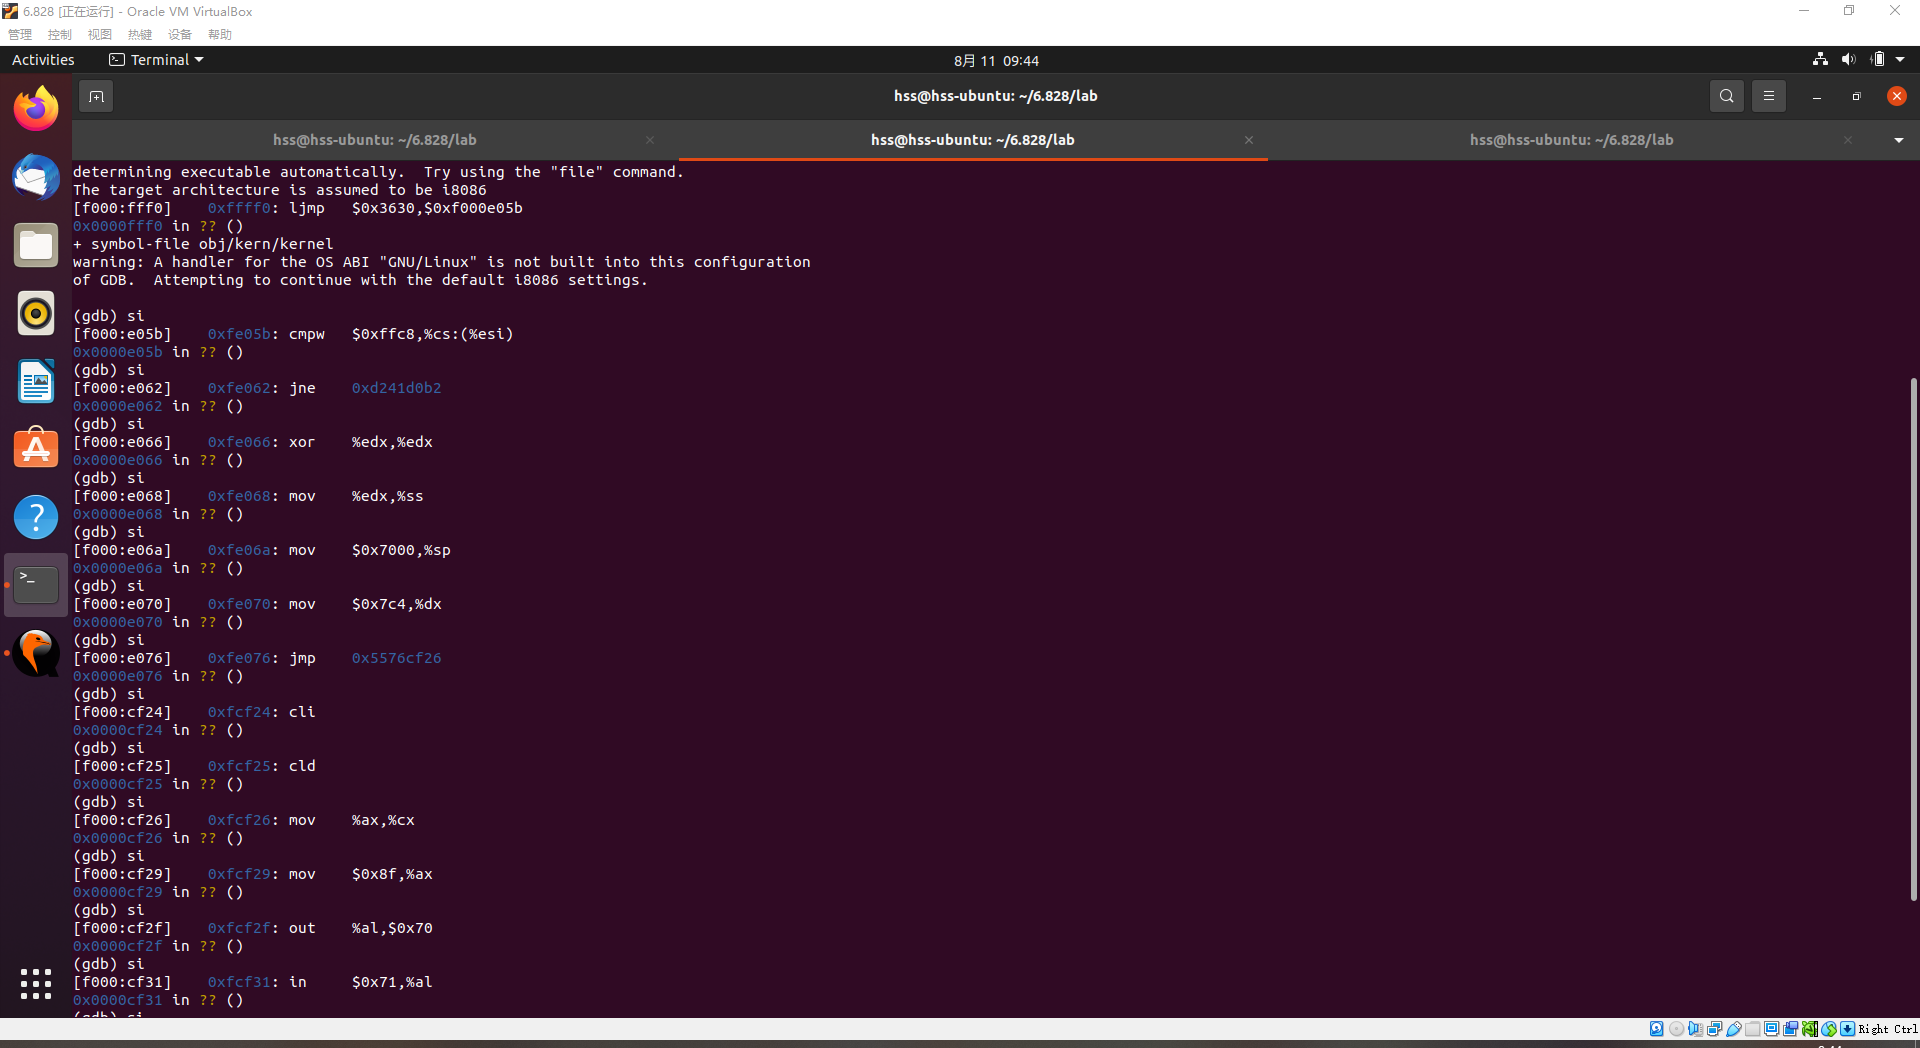 6.828 [正在运行] - Oracle VM VirtualBox
管理 控制 视图 热键 设备 帮助
Activities Terminal 8月 11 09:44
hss@hss-ubuntu: ~/6.828/lab
hss@hss-ubuntu: ~/6.828/lab hss@hss-ubuntu: ~/6.828/lab hss@hss-ubuntu: ~/6.828/lab
determining executable automatically.  Try using the "file" command.
The target architecture is assumed to be i8086
[f000:fff0]    0xffff0: ljmp   $0x3630,$0xf000e05b
0x0000fff0 in ?? ()
+ symbol-file obj/kern/kernel
warning: A handler for the OS ABI "GNU/Linux" is not built into this configuration
of GDB.  Attempting to continue with the default i8086 settings.
(gdb) si
[f000:e05b]    0xfe05b: cmpw   $0xffc8,%cs:(%esi)
0x0000e05b in ?? ()
(gdb) si
[f000:e062]    0xfe062: jne    0xd241d0b2
0x0000e062 in ?? ()
(gdb) si
[f000:e066]    0xfe066: xor    %edx,%edx
0x0000e066 in ?? ()
(gdb) si
[f000:e068]    0xfe068: mov    %edx,%ss
0x0000e068 in ?? ()
(gdb) si
[f000:e06a]    0xfe06a: mov    $0x7000,%sp
0x0000e06a in ?? ()
(gdb) si
[f000:e070]    0xfe070: mov    $0x7c4,%dx
0x0000e070 in ?? ()
(gdb) si
[f000:e076]    0xfe076: jmp    0x5576cf26
0x0000e076 in ?? ()
(gdb) si
[f000:cf24]    0xfcf24: cli
0x0000cf24 in ?? ()
(gdb) si
[f000:cf25]    0xfcf25: cld
0x0000cf25 in ?? ()
(gdb) si
[f000:cf26]    0xfcf26: mov    %ax,%cx
0x0000cf26 in ?? ()
(gdb) si
[f000:cf29]    0xfcf29: mov    $0x8f,%ax
0x0000cf29 in ?? ()
(gdb) si
[f000:cf2f]    0xfcf2f: out    %al,$0x70
0x0000cf2f in ?? ()
(gdb) si
[f000:cf31]    0xfcf31: in     $0x71,%al
0x0000cf31 in ?? ()
(gdb) si
Right Ctrl